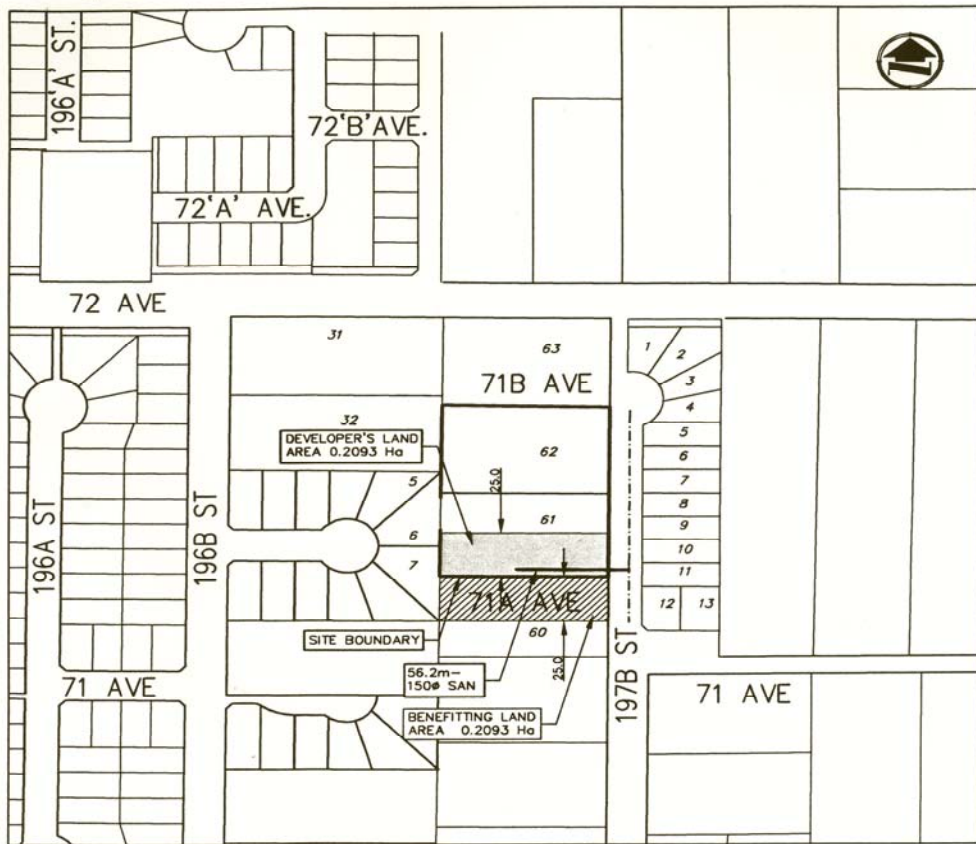 196'A' ST.
72'B'AVE.
72'A' AVE.
72 AVE
31
63
1
2
3
4
5
6
7
8
9
10
11
12 13
71B AVE
32
DEVELOPER'S LAND
AREA 0.2093 Ha
62
25.0
61
5
6
7
196A ST
196B ST
71A AVE
SITE BOUNDARY
60
25.0
56.2m-
150ø SAN
BENEFITTING LAND
AREA 0.2093 Ha
197B ST
71 AVE
71 AVE